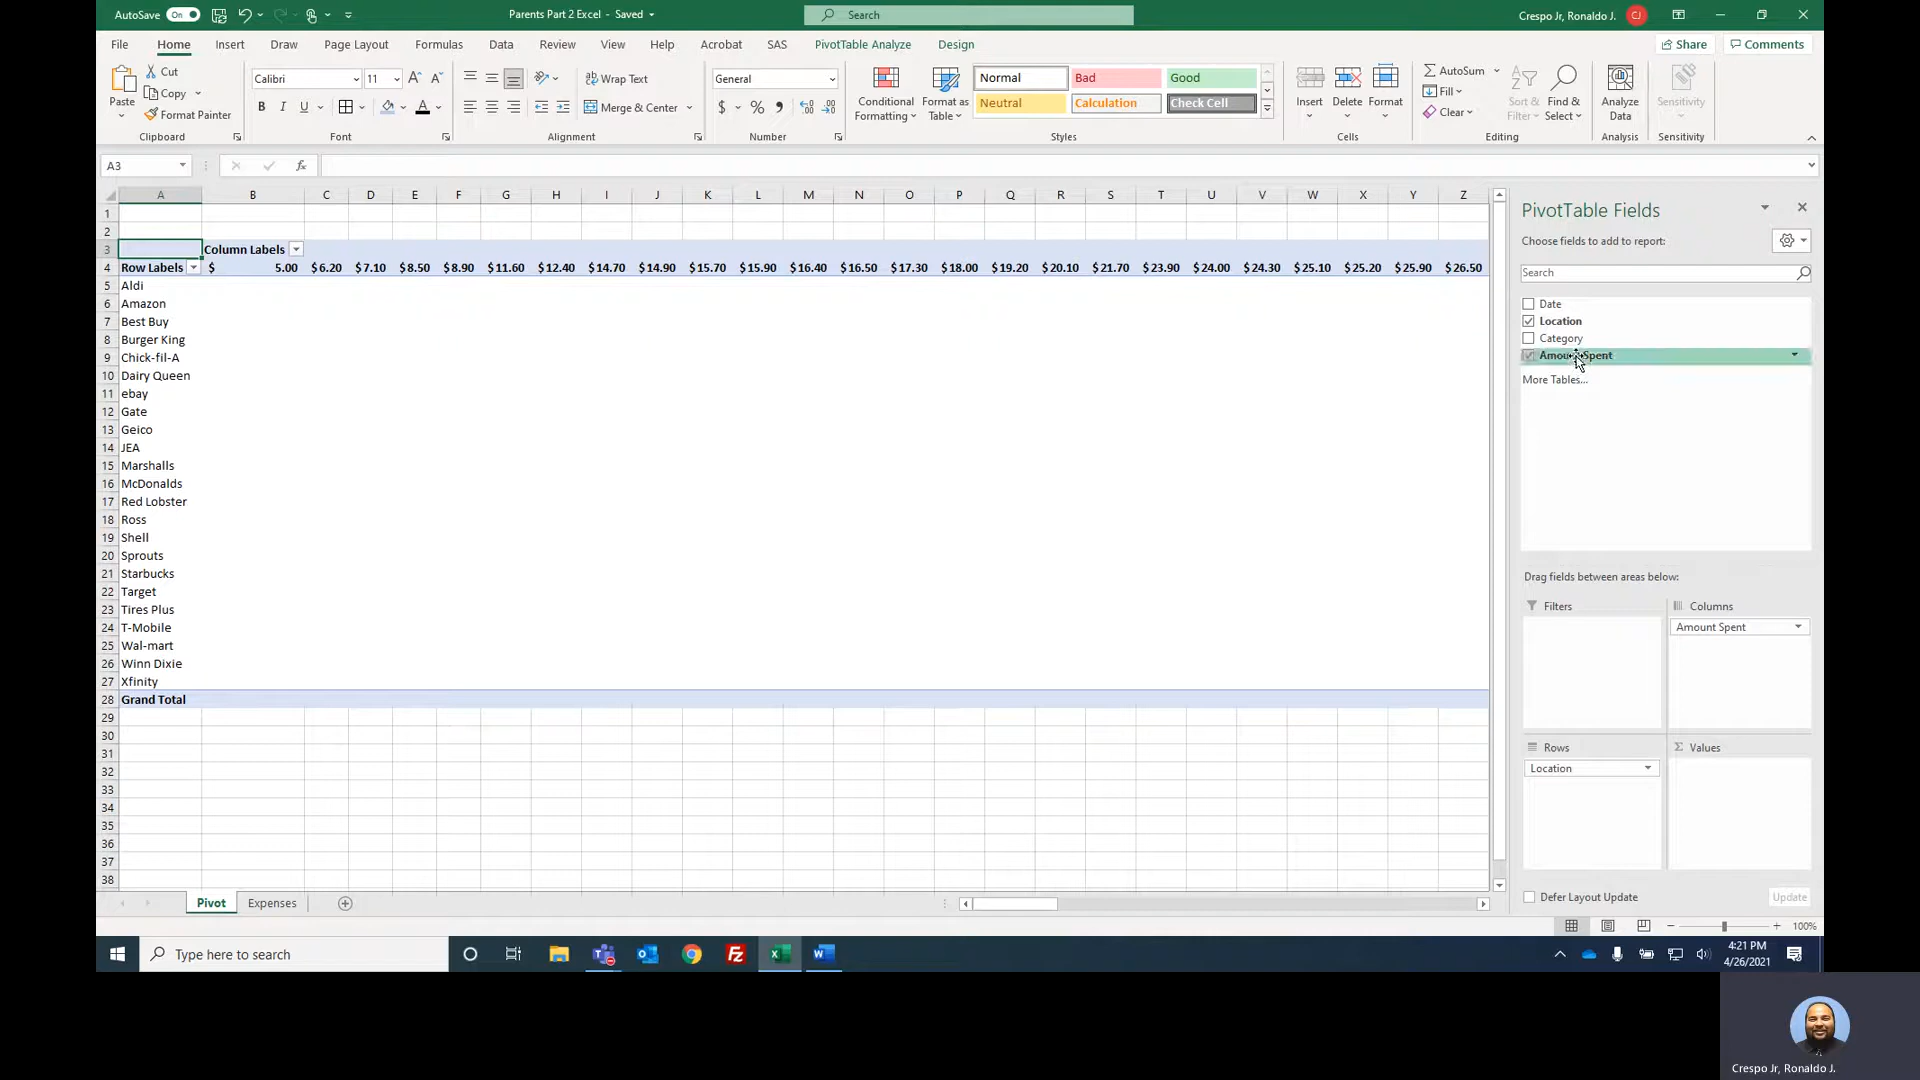 AutoSave On Parents Part 2 Excel - Saved Search Crespo Jr, Ronaldo J. CJ
File Home Insert Draw Page Layout Formulas Data Review View Help Acrobat SAS PivotTable Analyze Design Share Comments
Paste Cut Copy Format Painter Clipboard
Calibri 11 A A B I U A Font
ab Wrap Text Merge & Center Alignment
General $ % , Number
Conditional Formatting Format as Table Normal Bad Good Neutral Calculation Check Cell Styles
Insert Delete Format Cells
AutoSum Fill Clear Sort & Filter Find & Select Editing
Analyze Data Analysis
Sensitivity Sensitivity
A3 fx
A B C D E F G H I J K L M N O P Q R S T U V W X Y Z
1
2
3 Column Labels
4 Row Labels $ 5.00 $ 6.20 $ 7.10 $ 8.50 $ 8.90 $ 11.60 $ 12.40 $ 14.70 $ 14.90 $ 15.70 $ 15.90 $ 16.40 $ 16.50 $ 17.30 $ 18.00 $ 19.20 $ 20.10 $ 21.70 $ 23.90 $ 24.00 $ 24.30 $ 25.10 $ 25.20 $ 25.90 $ 26.50
5 Aldi
6 Amazon
7 Best Buy
8 Burger King
9 Chick-fil-A
10 Dairy Queen
11 ebay
12 Gate
13 Geico
14 JEA
15 Marshalls
16 McDonalds
17 Red Lobster
18 Ross
19 Shell
20 Sprouts
21 Starbucks
22 Target
23 Tires Plus
24 T-Mobile
25 Wal-mart
26 Winn Dixie
27 Xfinity
28 Grand Total
29
30
31
32
33
34
35
36
37
38
Pivot Expenses
PivotTable Fields
Choose fields to add to report:
Search
Date
Location
Category
Amount Spent
More Tables...
Drag fields between areas below:
Filters Columns
Amount Spent
Rows Σ Values
Location
Defer Layout Update Update
100%
Type here to search
4:21 PM
4/26/2021
Crespo Jr, Ronaldo J.